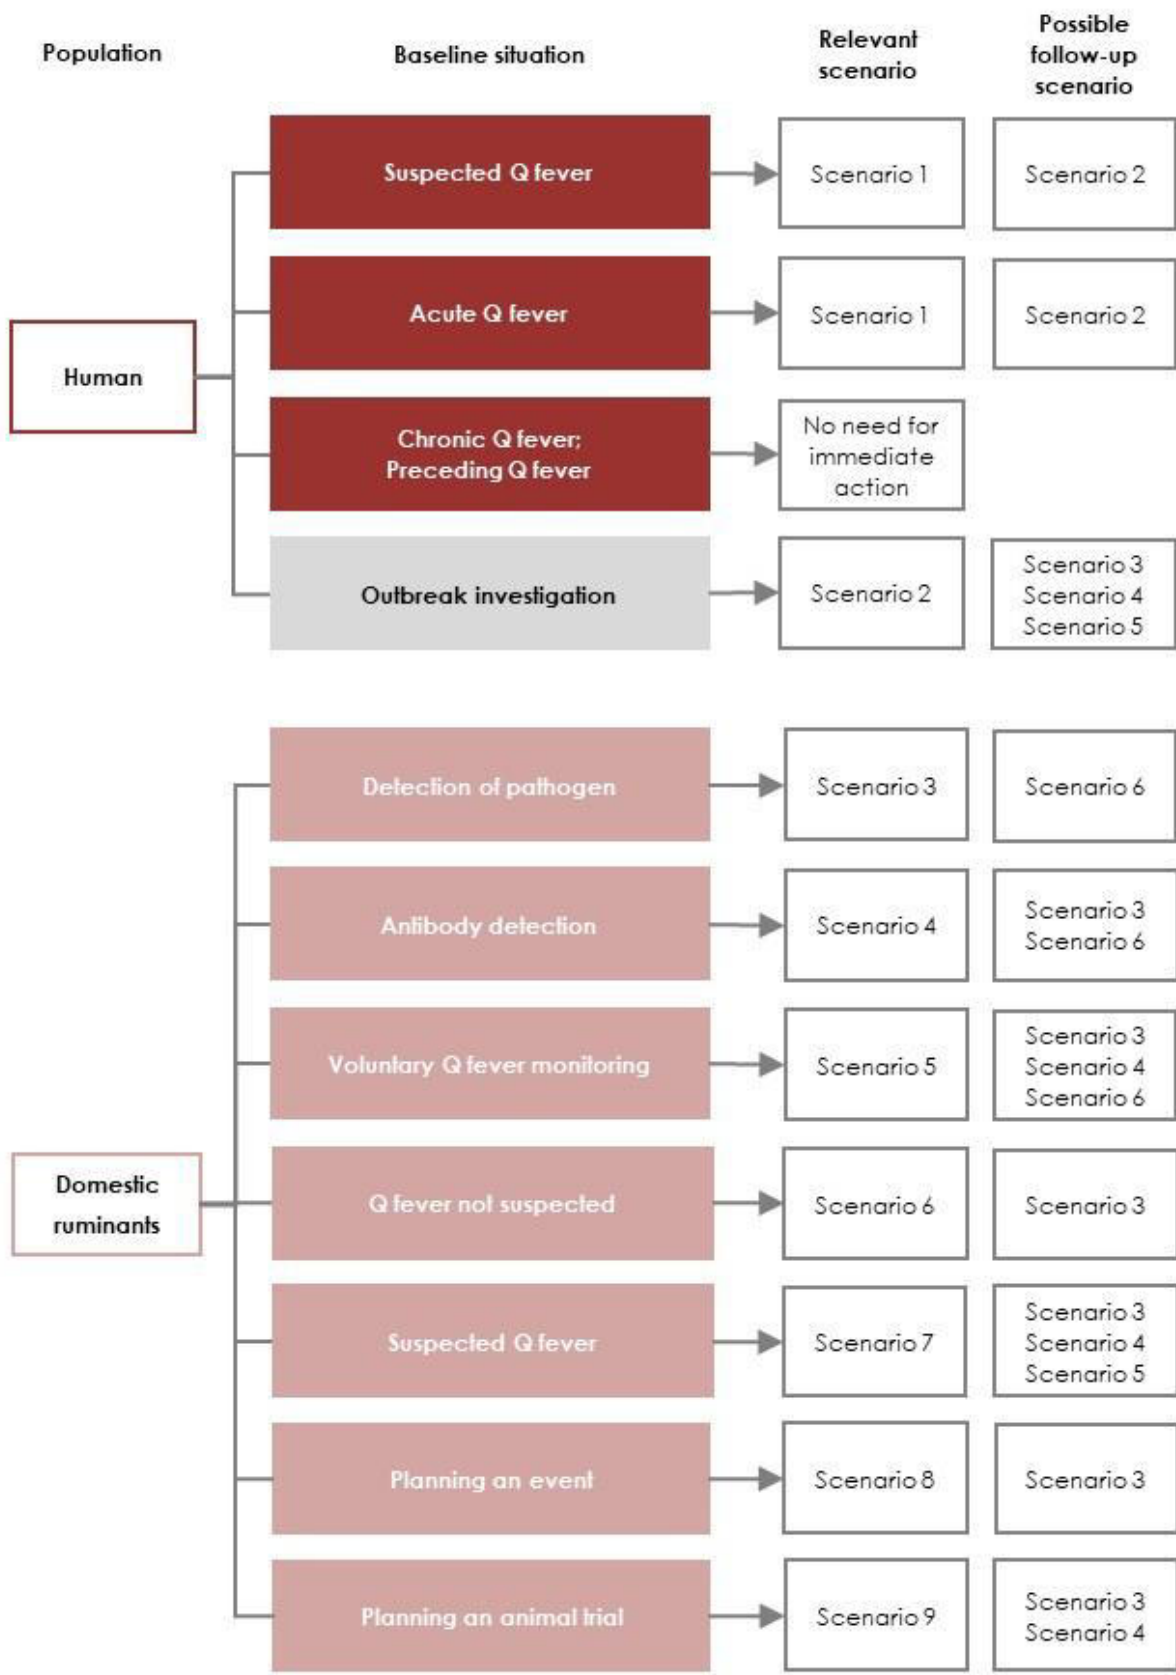 Population
Baseline situation
Relevant
scenario
Possible
follow-up
scenario
Human
Suspected Q fever
Scenario 1
Scenario 2
Acute Q fever
Scenario 1
Scenario 2
Chronic Q fever;
Preceding Q fever
No need for
immediate
action
Outbreak investigation
Scenario 2
Scenario 3
Scenario 4
Scenario 5
Domestic
ruminants
Detection of pathogen
Scenario 3
Scenario 6
Antibody detection
Scenario 4
Scenario 3
Scenario 6
Voluntary Q fever monitoring
Scenario 5
Scenario 3
Scenario 4
Scenario 6
Q fever not suspected
Scenario 6
Scenario 3
Suspected Q fever
Scenario 7
Scenario 3
Scenario 4
Scenario 5
Planning an event
Scenario 8
Scenario 3
Planning an animal trial
Scenario 9
Scenario 3
Scenario 4